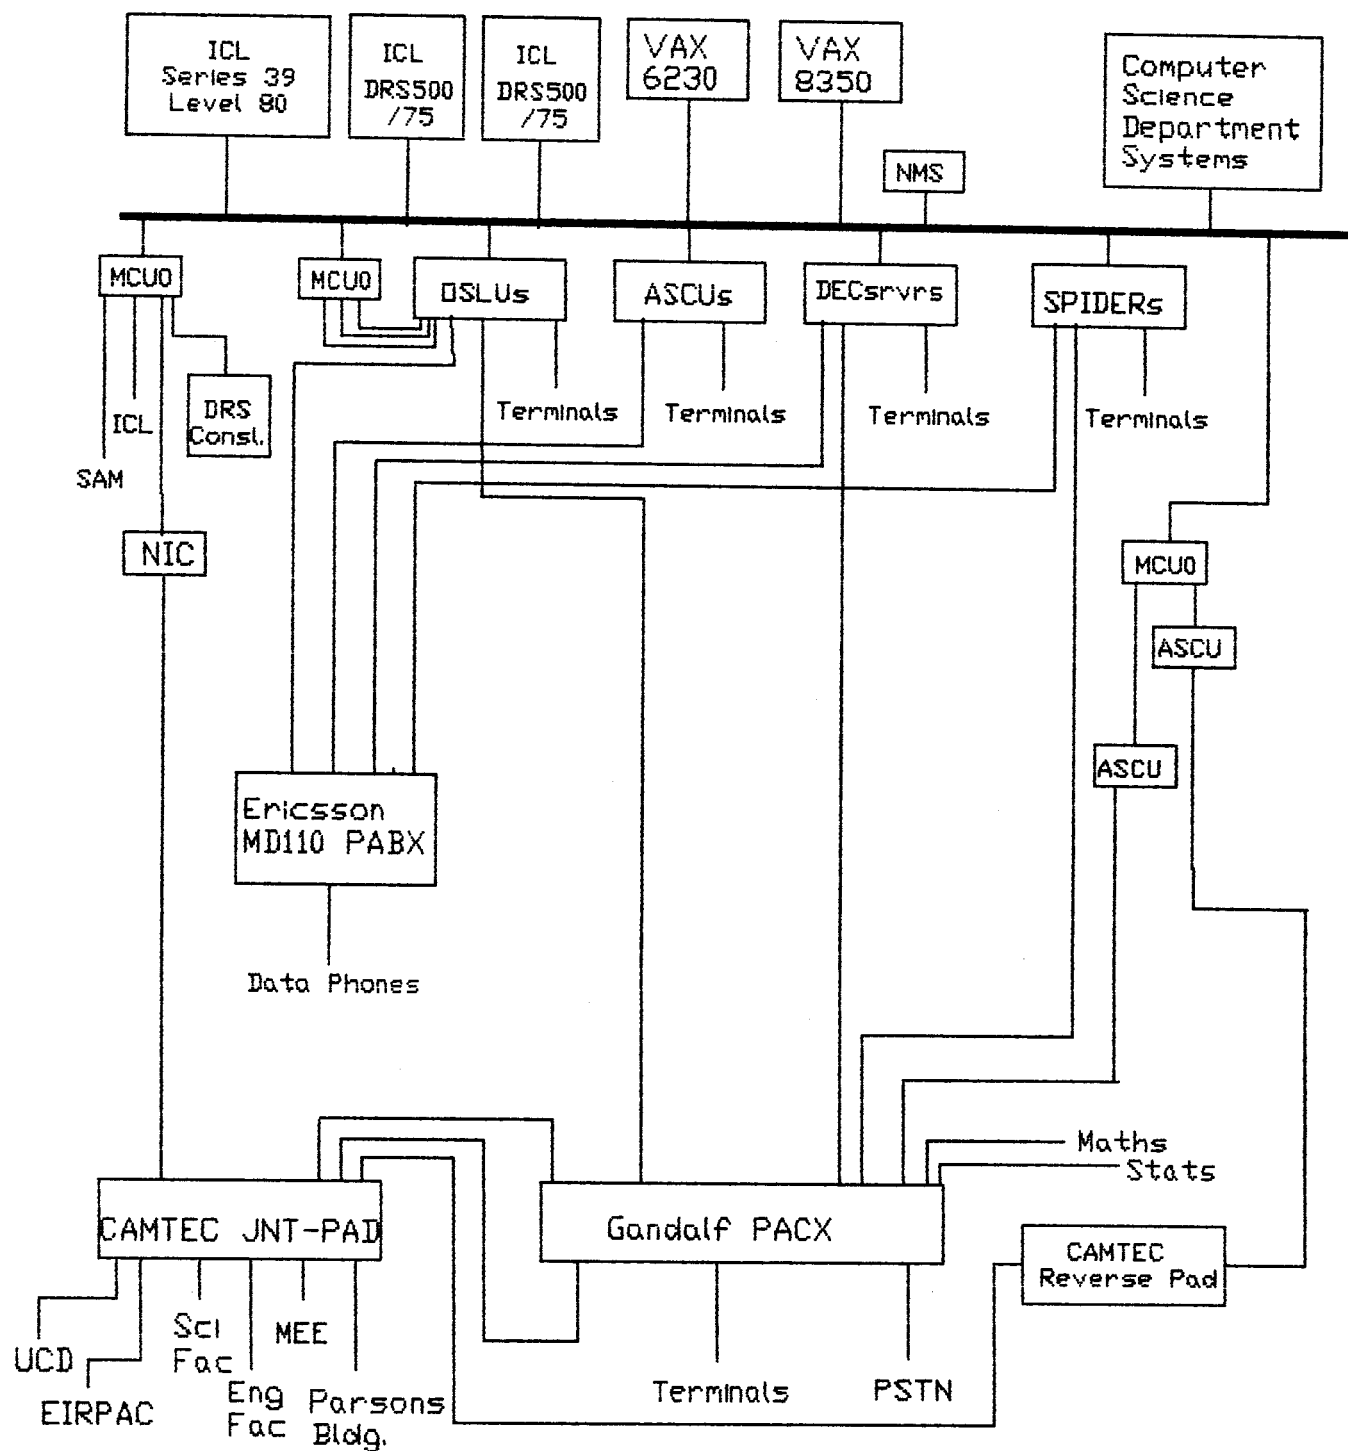 ICL
Series 39
Level 80
ICL
DRS500
/75
ICL
DRS500
/75
VAX
6230
VAX
8350
NMS
Computer
Science
Department
Systems
MCU0
MCU0
OSLUs
ASCUs
DECsrvrs
SPIDERs
ICL
DRS
Consl.
SAM
Terminals
Terminals
Terminals
Terminals
NIC
MCU0
ASCU
ASCU
Ericsson
MD110 PABX
Data Phones
Maths
Stats
CAMTEC JNT-PAD
Gandalf PACX
CAMTEC
Reverse Pad
UCD
EIRPAC
Sci
Fac
Eng
Fac
MEE
Parsons
Bldg.
Terminals
PSTN